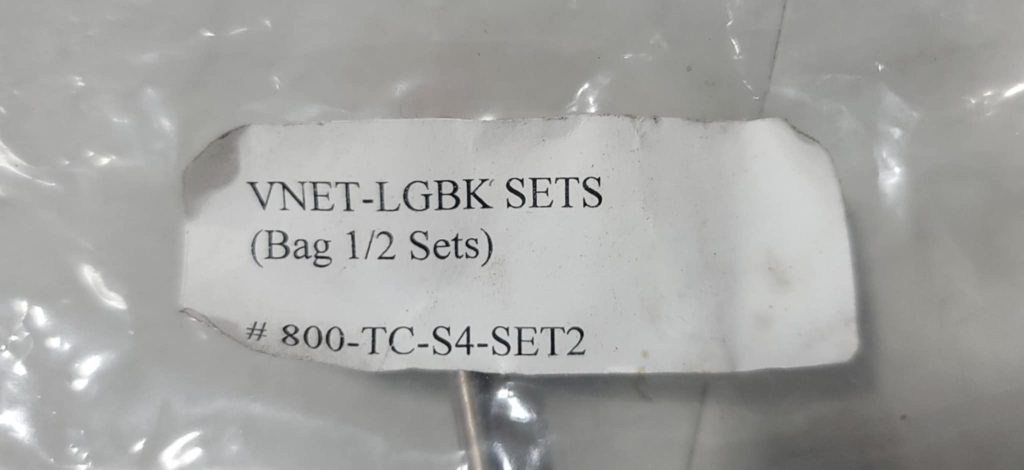 VNET-LGBK SETS
(Bag 1/2 Sets)
# 800-TC-S4-SET2